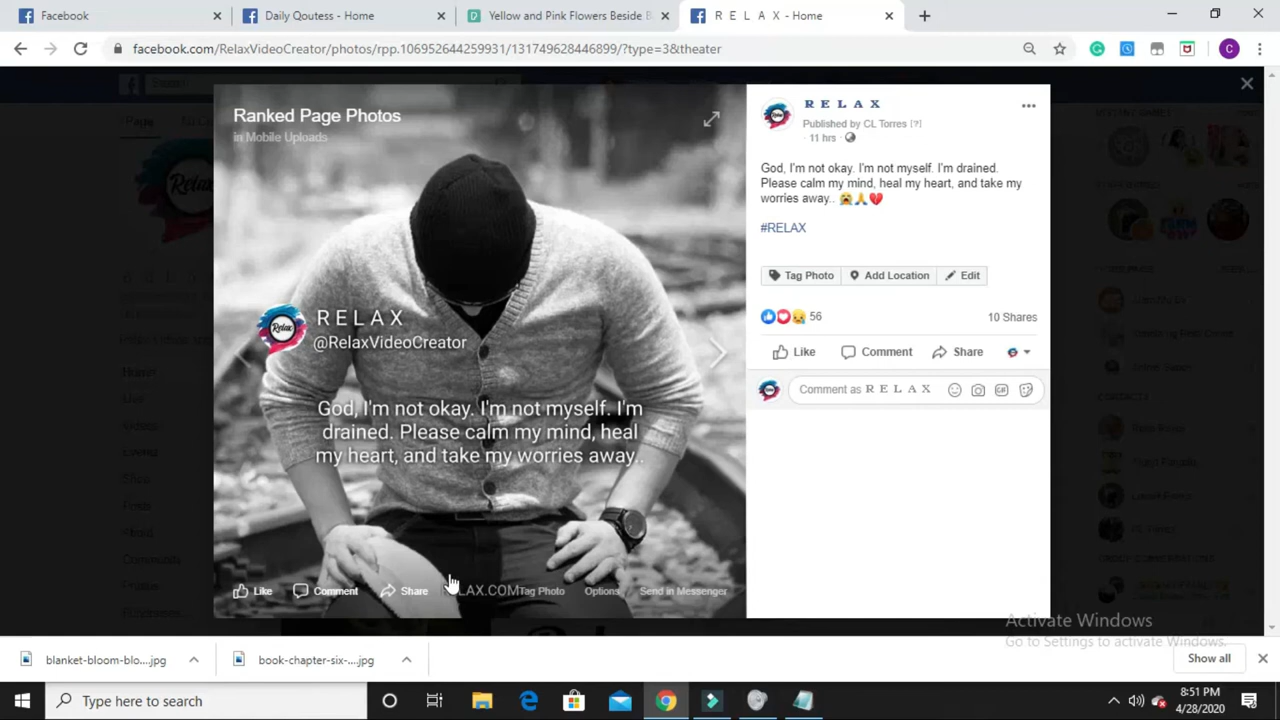 Facebook
Daily Qoutess - Home
Yellow and Pink Flowers Beside B
R E L A X - Home
facebook.com/RelaxVideoCreator/photos/rpp.106952644259931/131749628446899/?type=3&theater
C
Ranked Page Photos
in Mobile Uploads
R E L A X
Published by CL Torres [?]
· 11 hrs ·
God, I'm not okay. I'm not myself. I'm drained.
Please calm my mind, heal my heart, and take my
worries away.. 😭🙏💔
#RELAX
Tag Photo
Add Location
Edit
56
10 Shares
Like
Comment
Share
Comment as R E L A X
GIF
Relax
R E L A X
@RelaxVideoCreator
God, I'm not okay. I'm not myself. I'm
drained. Please calm my mind, heal
my heart, and take my worries away..
Like
Comment
Share
LAX.COM
Tag Photo
Options
Send in Messenger
Activate Windows
Go to Settings to activate Windows.
blanket-bloom-blo....jpg
book-chapter-six-....jpg
Show all
Type here to search
8:51 PM
4/28/2020